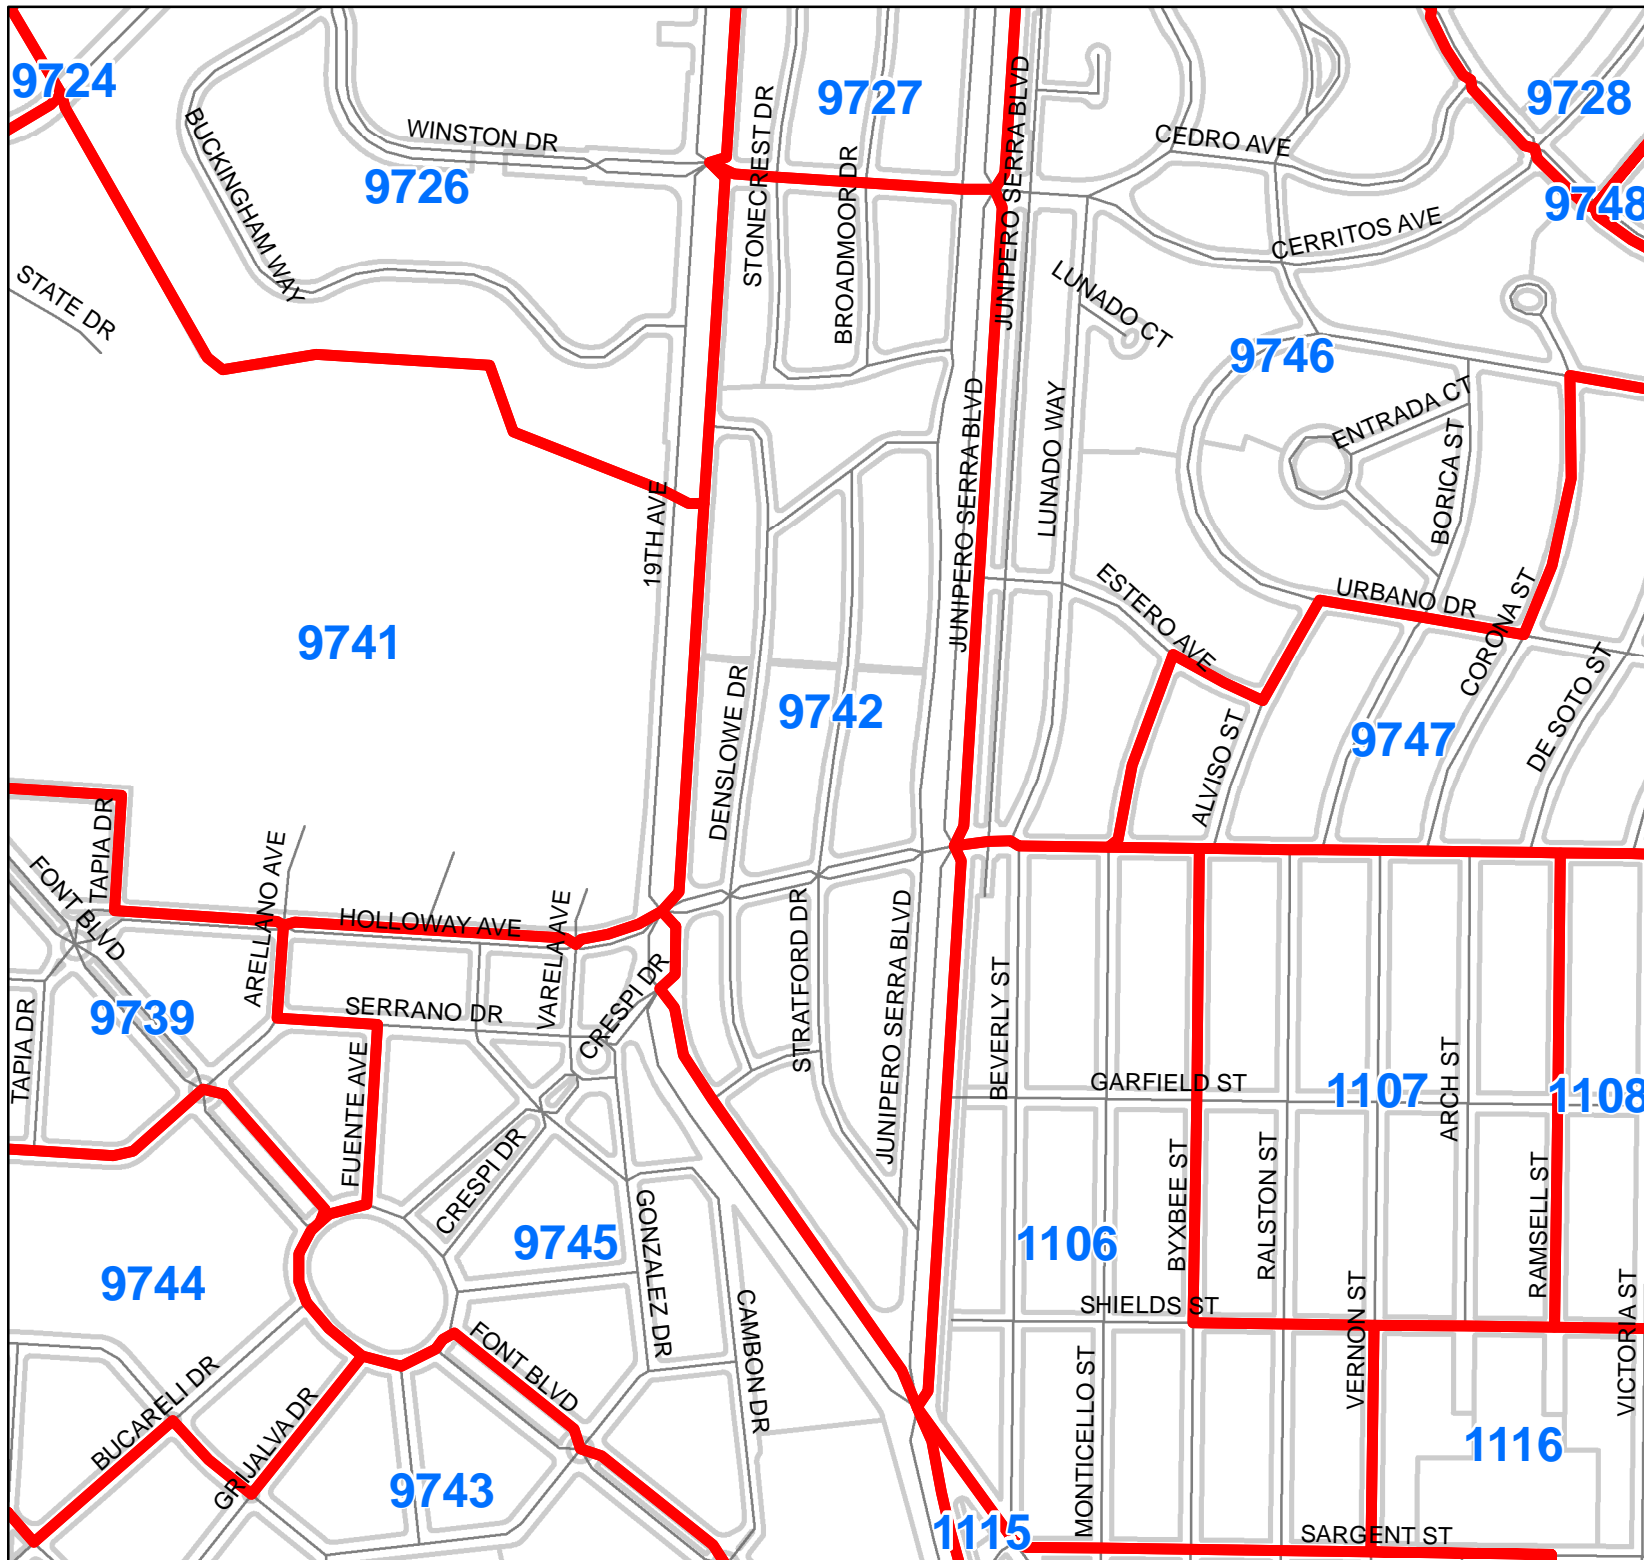 9724
9727
9728
WINSTON DR
BUCKINGHAM WAY
9726
STONECREST DR
BROADMOOR DR
JUNIPERO SERRA BLVD
CEDRO AVE
9748
CERRITOS AVE
STATE DR
LUNADO CT
9746
ENTRADA CT
BORICA ST
LUNADO WAY
JUNIPERO SERRA BLVD
19TH AVE
ESTERO AVE
URBANO DR
CORONA ST
DE SOTO ST
9741
9742
9747
DENSLOWE DR
ALVISO ST
TAPIA DR
FONT BLVD
ARELLANO AVE
HOLLOWAY AVE
VARELA AVE
CRESPI DR
STRATFORD DR
JUNIPERO SERRA BLVD
BEVERLY ST
9739
SERRANO DR
TAPIA DR
FUENTE AVE
GARFIELD ST
1107
ARCH ST
1108
CRESPI DR
BYXBEE ST
RALSTON ST
RAMSELL ST
9745
GONZALEZ DR
1106
9744
SHIELDS ST
CAMBON DR
VERNON ST
VICTORIA ST
FONT BLVD
BUCARELI DR
GRIJALVA DR
MONTICELLO ST
1116
9743
1115
SARGENT ST